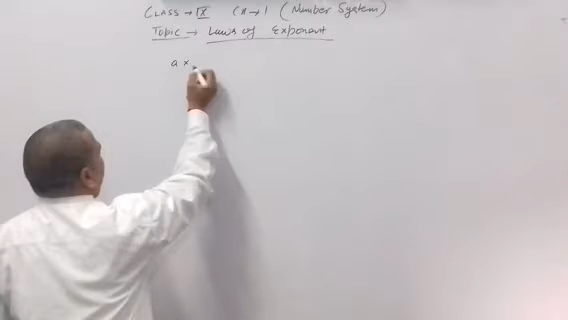 CLASS → IX CH → 1 (Number System)
Topic → Laws of Exponent
a ×